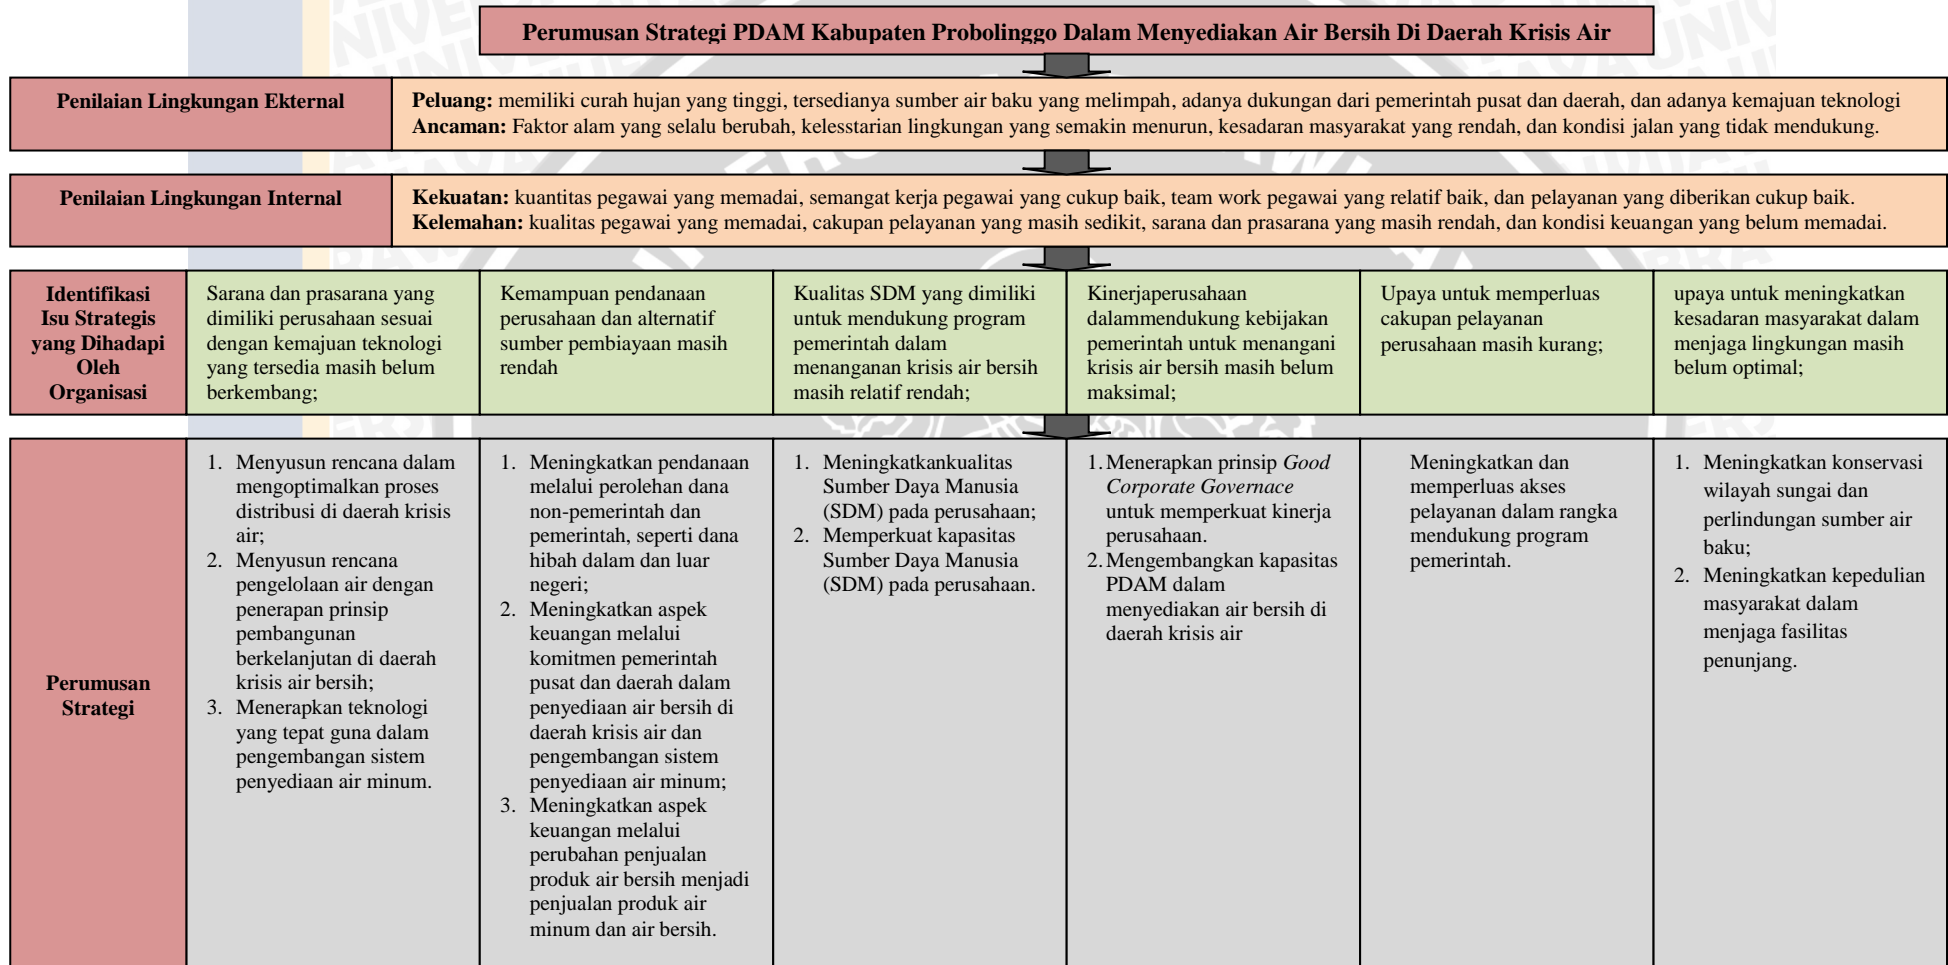 Perumusan Strategi PDAM Kabupaten Probolinggo Dalam Menyediakan Air Bersih Di Daerah Krisis Air
Penilaian Lingkungan Ekternal
Peluang: memiliki curah hujan yang tinggi, tersedianya sumber air baku yang melimpah, adanya dukungan dari pemerintah pusat dan daerah, dan adanya kemajuan teknologi
Ancaman: Faktor alam yang selalu berubah, kelesstarian lingkungan yang semakin menurun, kesadaran masyarakat yang rendah, dan kondisi jalan yang tidak mendukung.
Penilaian Lingkungan Internal
Kekuatan: kuantitas pegawai yang memadai, semangat kerja pegawai yang cukup baik, team work pegawai yang relatif baik, dan pelayanan yang diberikan cukup baik.
Kelemahan: kualitas pegawai yang memadai, cakupan pelayanan yang masih sedikit, sarana dan prasarana yang masih rendah, dan kondisi keuangan yang belum memadai.
Identifikasi
Isu Strategis
yang Dihadapi
Oleh
Organisasi
Sarana dan prasarana yang
dimiliki perusahaan sesuai
dengan kemajuan teknologi
yang tersedia masih belum
berkembang;
Kemampuan pendanaan
perusahaan dan alternatif
sumber pembiayaan masih
rendah
Kualitas SDM yang dimiliki
untuk mendukung program
pemerintah dalam
menanganan krisis air bersih
masih relatif rendah;
Kinerjaperusahaan
dalammendukung kebijakan
pemerintah untuk menangani
krisis air bersih masih belum
maksimal;
Upaya untuk memperluas
cakupan pelayanan
perusahaan masih kurang;
upaya untuk meningkatkan
kesadaran masyarakat dalam
menjaga lingkungan masih
belum optimal;
Perumusan
Strategi
1. Menyusun rencana dalam
mengoptimalkan proses
distribusi di daerah krisis
air;
2. Menyusun rencana
pengelolaan air dengan
penerapan prinsip
pembangunan
berkelanjutan di daerah
krisis air bersih;
3. Menerapkan teknologi
yang tepat guna dalam
pengembangan sistem
penyediaan air minum.
1. Meningkatkan pendanaan
melalui perolehan dana
non-pemerintah dan
pemerintah, seperti dana
hibah dalam dan luar
negeri;
2. Meningkatkan aspek
keuangan melalui
komitmen pemerintah
pusat dan daerah dalam
penyediaan air bersih di
daerah krisis air dan
pengembangan sistem
penyediaan air minum;
3. Meningkatkan aspek
keuangan melalui
perubahan penjualan
produk air bersih menjadi
penjualan produk air
minum dan air bersih.
1. Meningkatkankualitas
Sumber Daya Manusia
(SDM) pada perusahaan;
2. Memperkuat kapasitas
Sumber Daya Manusia
(SDM) pada perusahaan.
1. Menerapkan prinsip Good
Corporate Governace
untuk memperkuat kinerja
perusahaan.
2. Mengembangkan kapasitas
PDAM dalam
menyediakan air bersih di
daerah krisis air
Meningkatkan dan
memperluas akses
pelayanan dalam rangka
mendukung program
pemerintah.
1. Meningkatkan konservasi
wilayah sungai dan
perlindungan sumber air
baku;
2. Meningkatkan kepedulian
masyarakat dalam
menjaga fasilitas
penunjang.